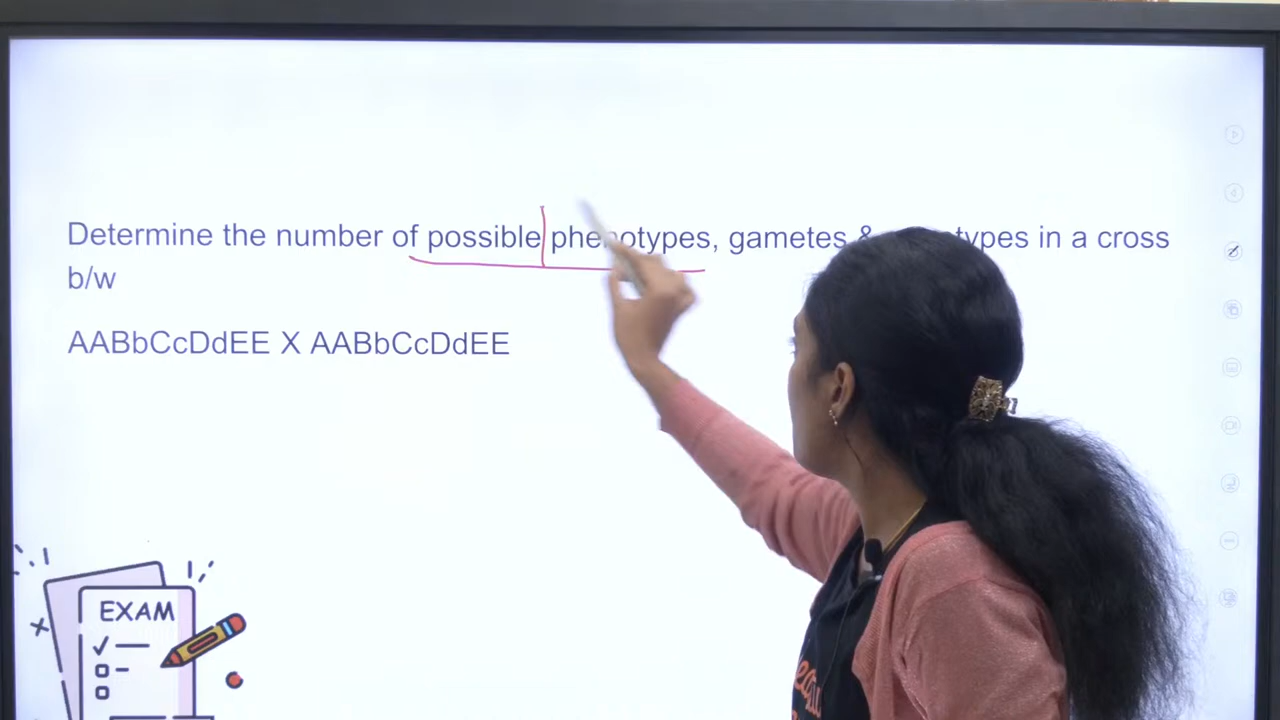 Determine the number of possible phenotypes, gametes & in a cross
b/w
AABbCcDdEE X AABbCcDdEE
EXAM